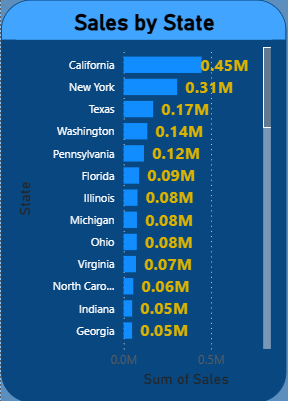 Sales by State
California 0.45M
New York 0.31M
Texas 0.17M
Washington 0.14M
Pennsylvania 0.12M
Florida 0.09M
Illinois 0.08M
Michigan 0.08M
Ohio 0.08M
Virginia 0.07M
North Caro... 0.06M
Indiana 0.05M
Georgia 0.05M
State
0.0M 0.5M
Sum of Sales